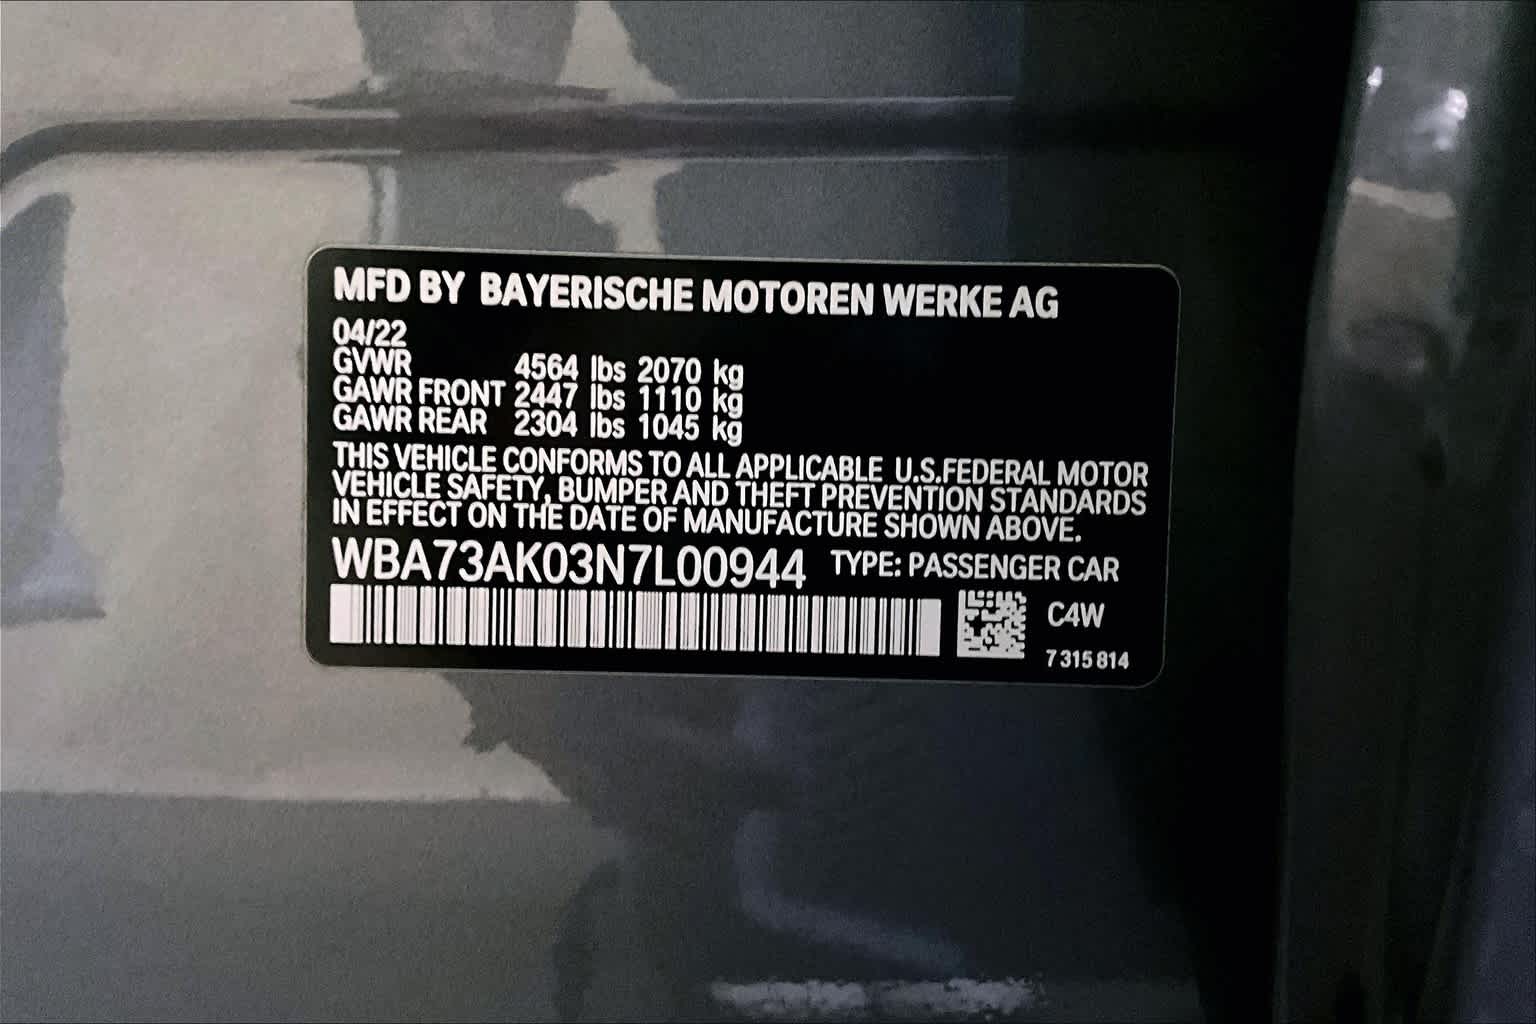 MFD BY BAYERISCHE MOTOREN WERKE AG
04/22
GVWR 4564 lbs 2070 kg
GAWR FRONT 2447 lbs 1110 kg
GAWR REAR 2304 lbs 1045 kg
THIS VEHICLE CONFORMS TO ALL APPLICABLE U.S.FEDERAL MOTOR
VEHICLE SAFETY, BUMPER AND THEFT PREVENTION STANDARDS
IN EFFECT ON THE DATE OF MANUFACTURE SHOWN ABOVE.
WBA73AK03N7L00944 TYPE: PASSENGER CAR
C4W
7 315 814